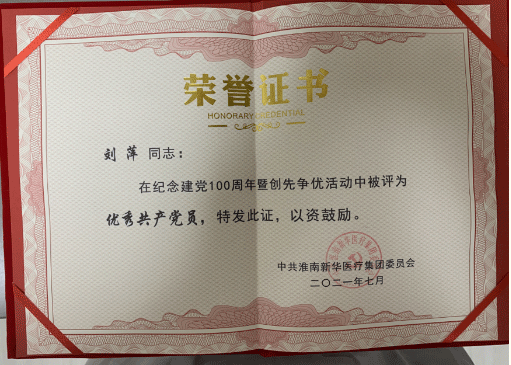 荣誉证书
HONORARY CREDENTIAL
刘萍 同志：
在纪念建党100周年暨创先争优活动中被评为
优秀共产党员，特发此证，以资鼓励。
中共淮南新华医疗集团委员会
二〇二一年七月